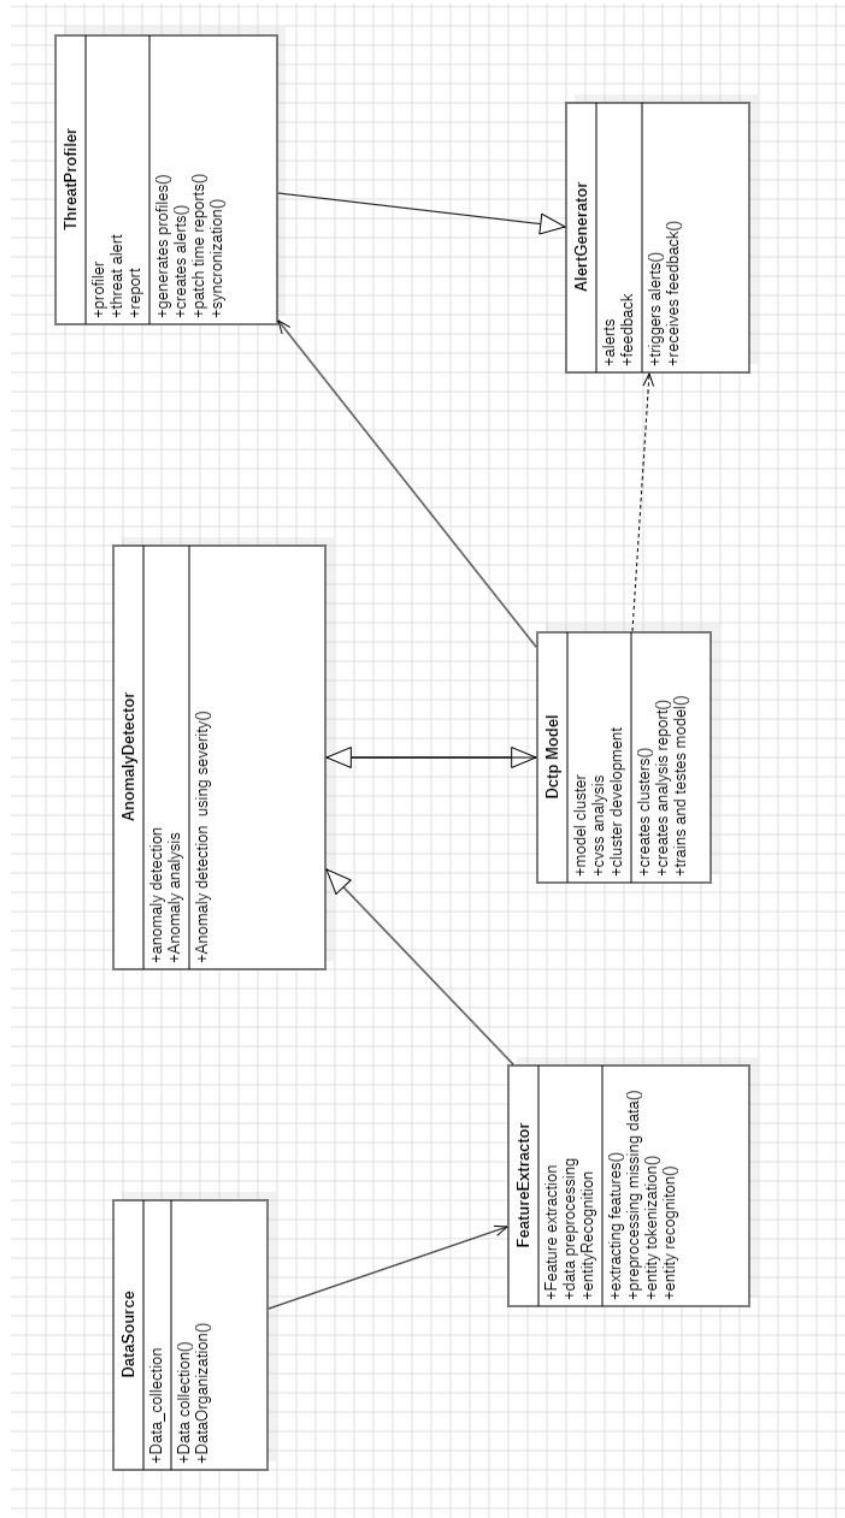 DataSource
+Data_collection
+Data collection()
+DataOrganization()
FeatureExtractor
+Feature extraction
+data preprocessing
+entityRecognition
+extracting features()
+preprocessing missing data()
+entity tokenization()
+entity recogniton()
AnomalyDetector
+anomaly detection
+Anomaly analysis
+Anomaly detection  using severity()
Dctp Model
+model cluster
+cvss analysis
+cluster development
+creates clusters()
+creates analysis report()
+trains and testes model()
ThreatProfiler
+profiler
+threat alert
+report
+generates profiles()
+creates alerts()
+patch time reports()
+syncronization()
AlertGenerator
+alerts
+feedback
+triggers alerts()
+receives feedback()